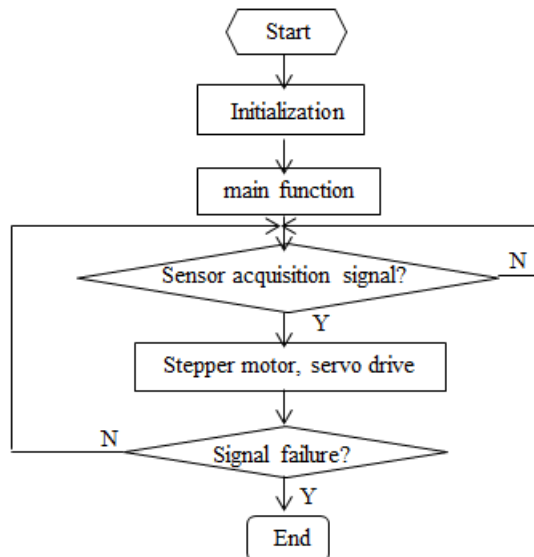 Start
Initialization
main function
Sensor acquisition signal?
N
Y
Stepper motor, servo drive
N
Signal failure?
Y
End